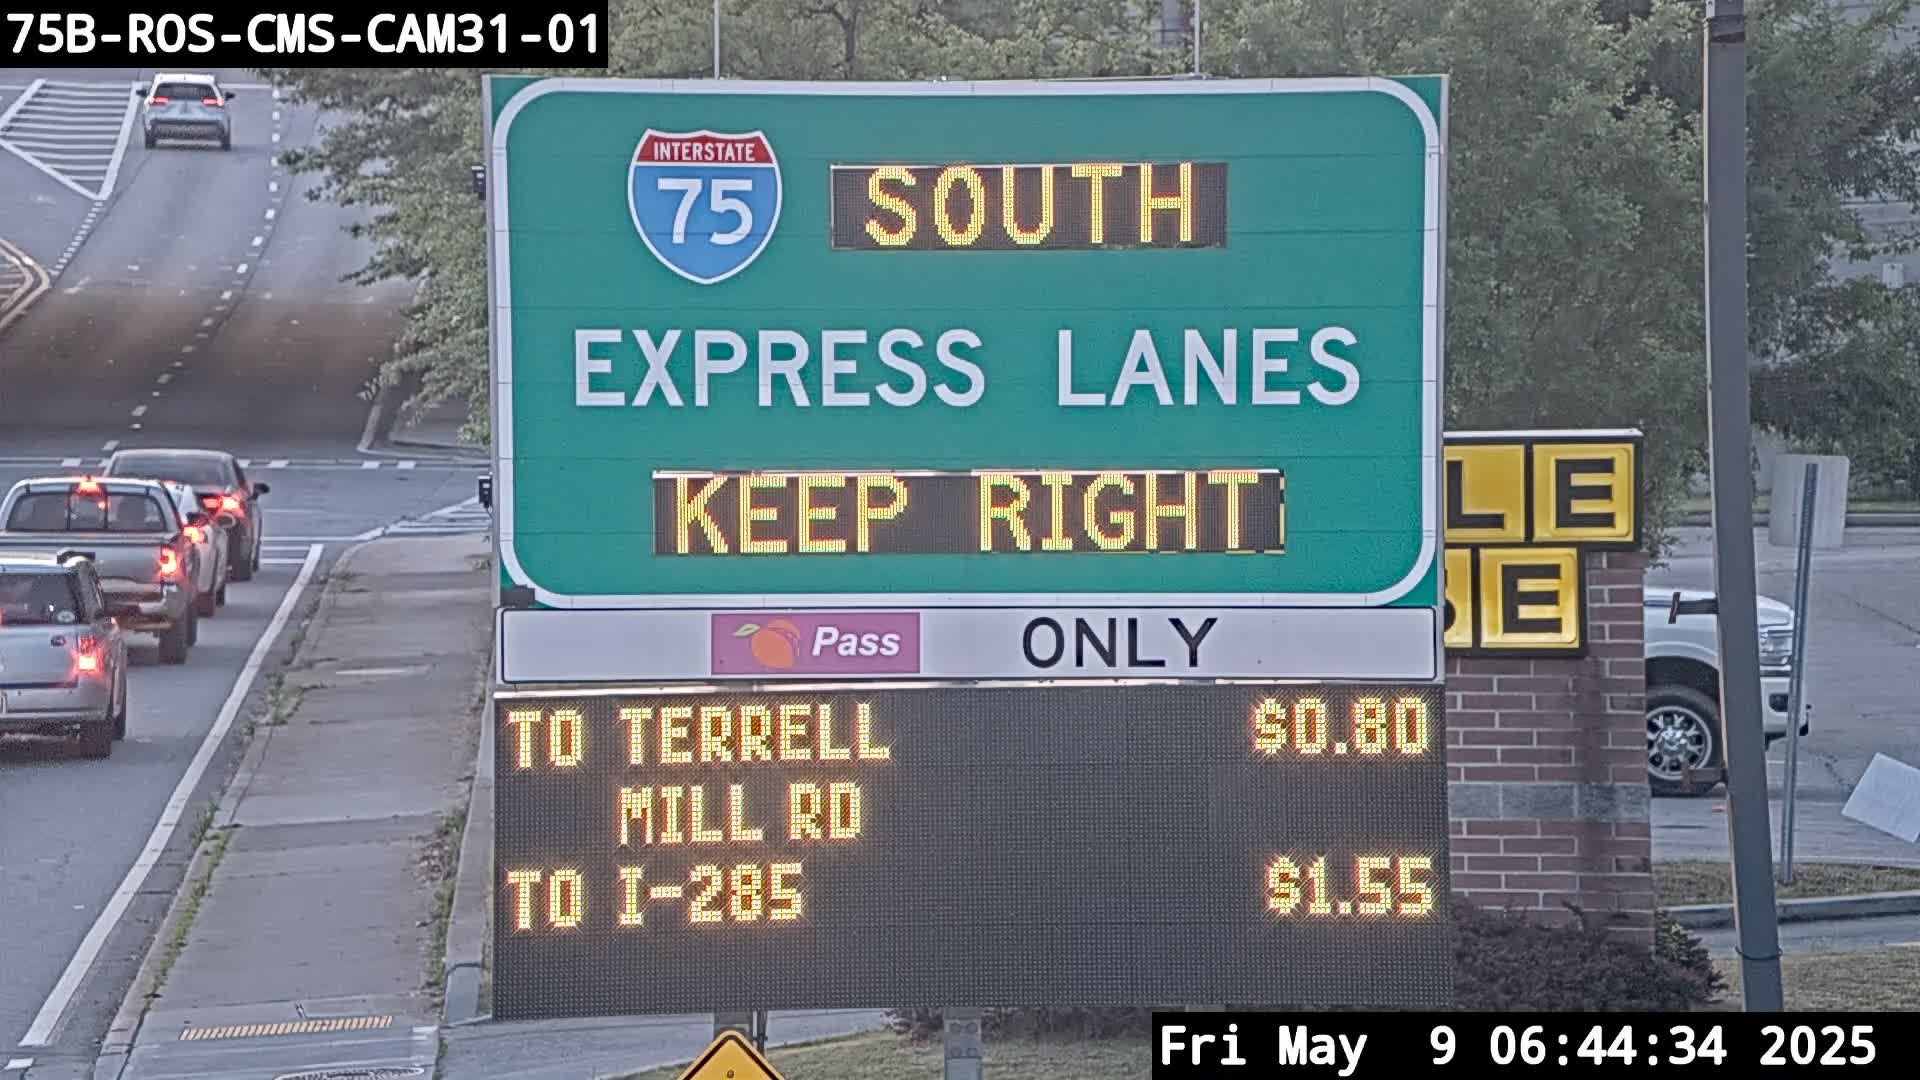 75B-ROS-CMS-CAM31-01
INTERSTATE
75
SOUTH
EXPRESS LANES
KEEP RIGHT
Pass ONLY
TO TERRELL $0.80
MILL RD
TO I-285 $1.55
LE
E
Fri May 9 06:44:34 2025